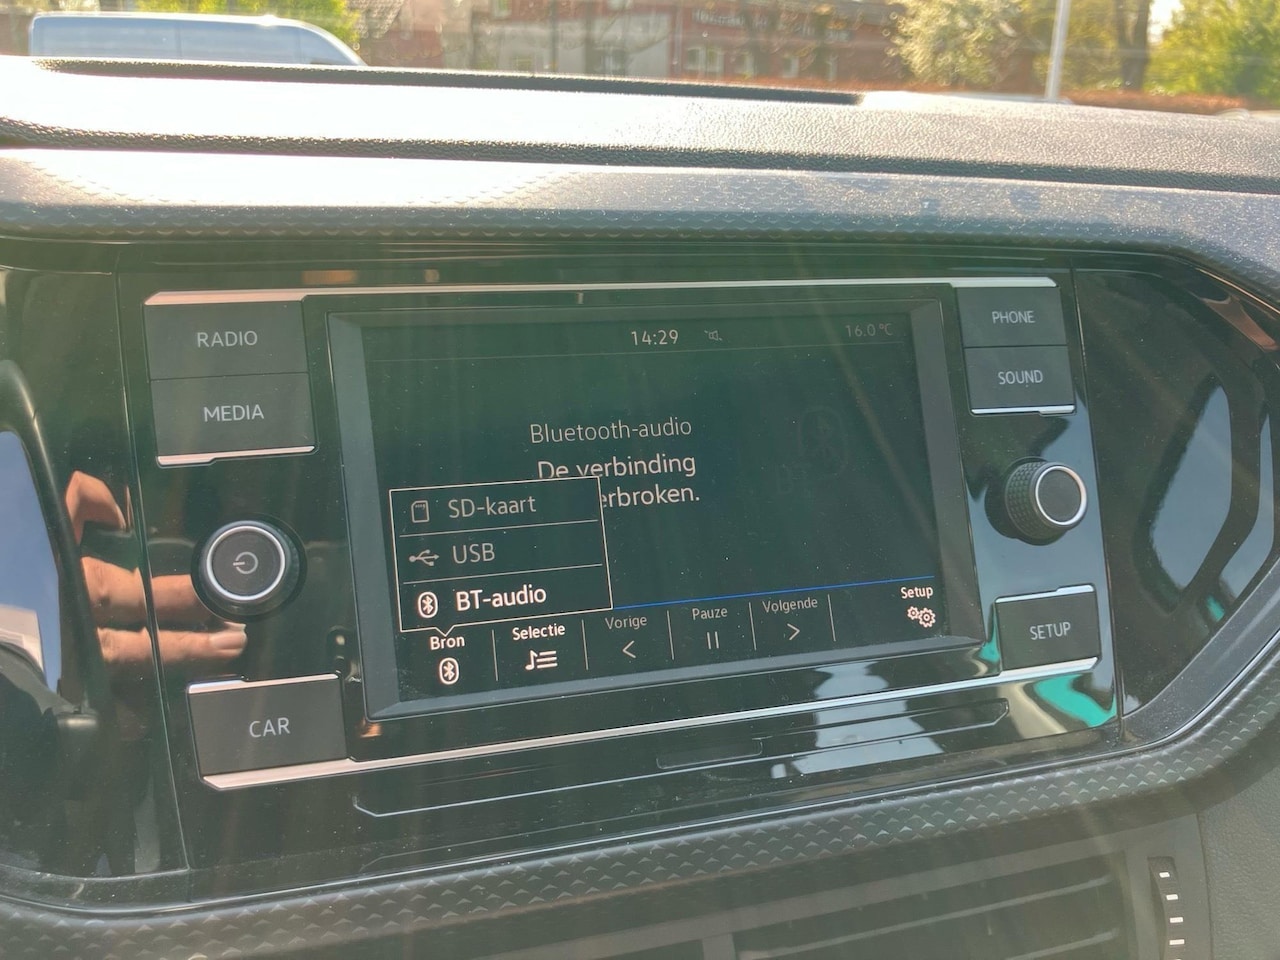 RADIO
MEDIA
CAR
14:29
16.0 °C
Bluetooth-audio
De verbinding
erbroken.
SD-kaart
USB
BT-audio
Bron
Selectie
Vorige
Pauze
Volgende
Setup
PHONE
SOUND
SETUP